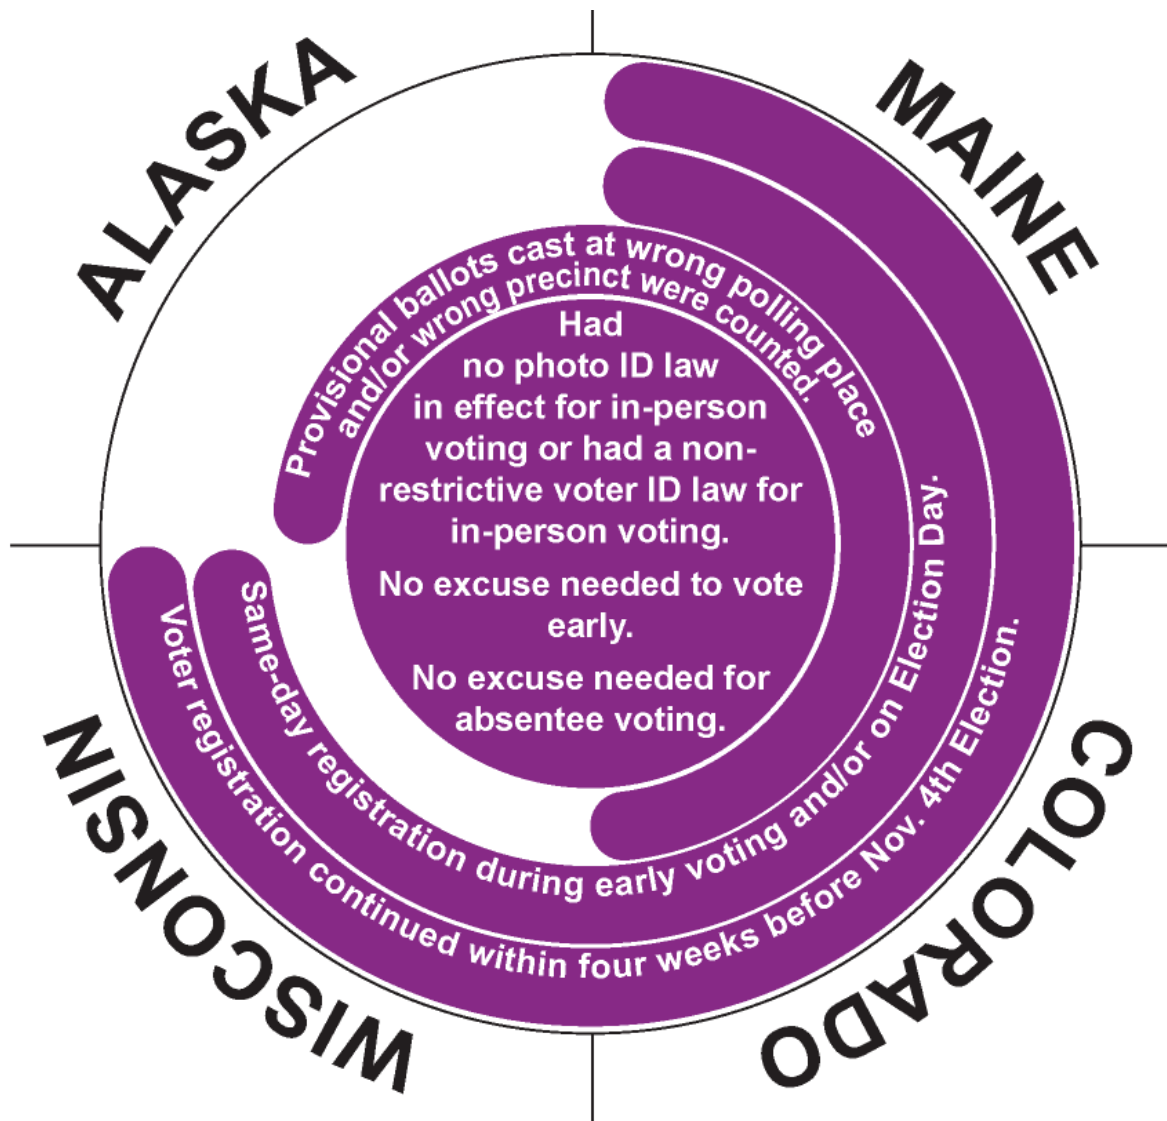 ALASKA
MAINE
Provisional ballots cast at wrong polling place
and/or wrong precinct were counted.
Had
no photo ID law
in effect for in-person
voting or had a non-
restrictive voter ID law for
in-person voting.
No excuse needed to vote
early.
No excuse needed for
absentee voting.
Same-day registration during early voting and/or on Election Day.
Voter registration continued within four weeks before Nov. 4th Election.
WISCONSIN
COLORADO